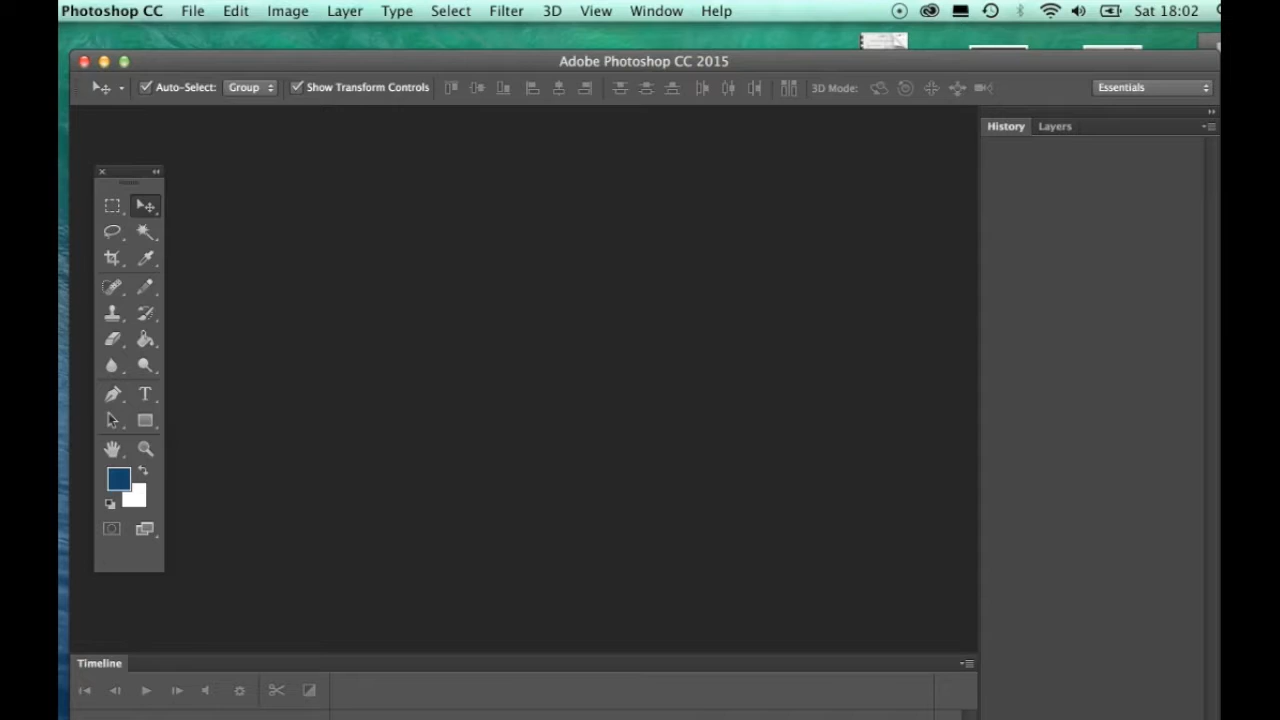 Photoshop CC File Edit Image Layer Type Select Filter 3D View Window Help Sat 18:02
Adobe Photoshop CC 2015
Auto-Select: Group Show Transform Controls 3D Mode: Essentials
History Layers
T
Timeline